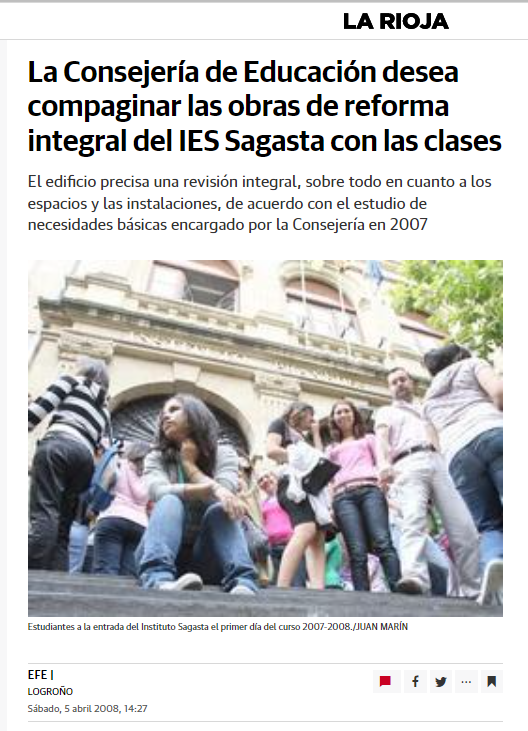 LA RIOJA
La Consejería de Educación desea
compaginar las obras de reforma
integral del IES Sagasta con las clases
El edificio precisa una revisión integral, sobre todo en cuanto a los
espacios y las instalaciones, de acuerdo con el estudio de
necesidades básicas encargado por la Consejería en 2007
Estudiantes a la entrada del Instituto Sagasta el primer día del curso 2007-2008./JUAN MARÍN
EFE |
LOGROÑO
Sábado, 5 abril 2008, 14:27